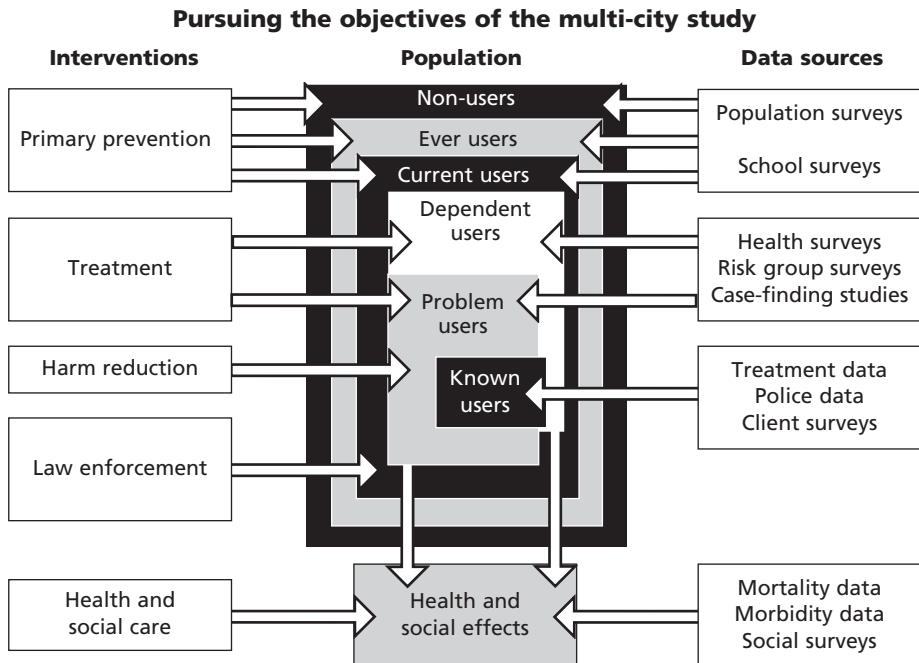 Pursuing the objectives of the multi-city study
Interventions
Population
Data sources
Primary prevention
Treatment
Harm reduction
Law enforcement
Health and
social care
Non-users
Ever users
Current users
Dependent
users
Problem
users
Known
users
Health and
social effects
Population surveys
School surveys
Health surveys
Risk group surveys
Case-finding studies
Treatment data
Police data
Client surveys
Mortality data
Morbidity data
Social surveys